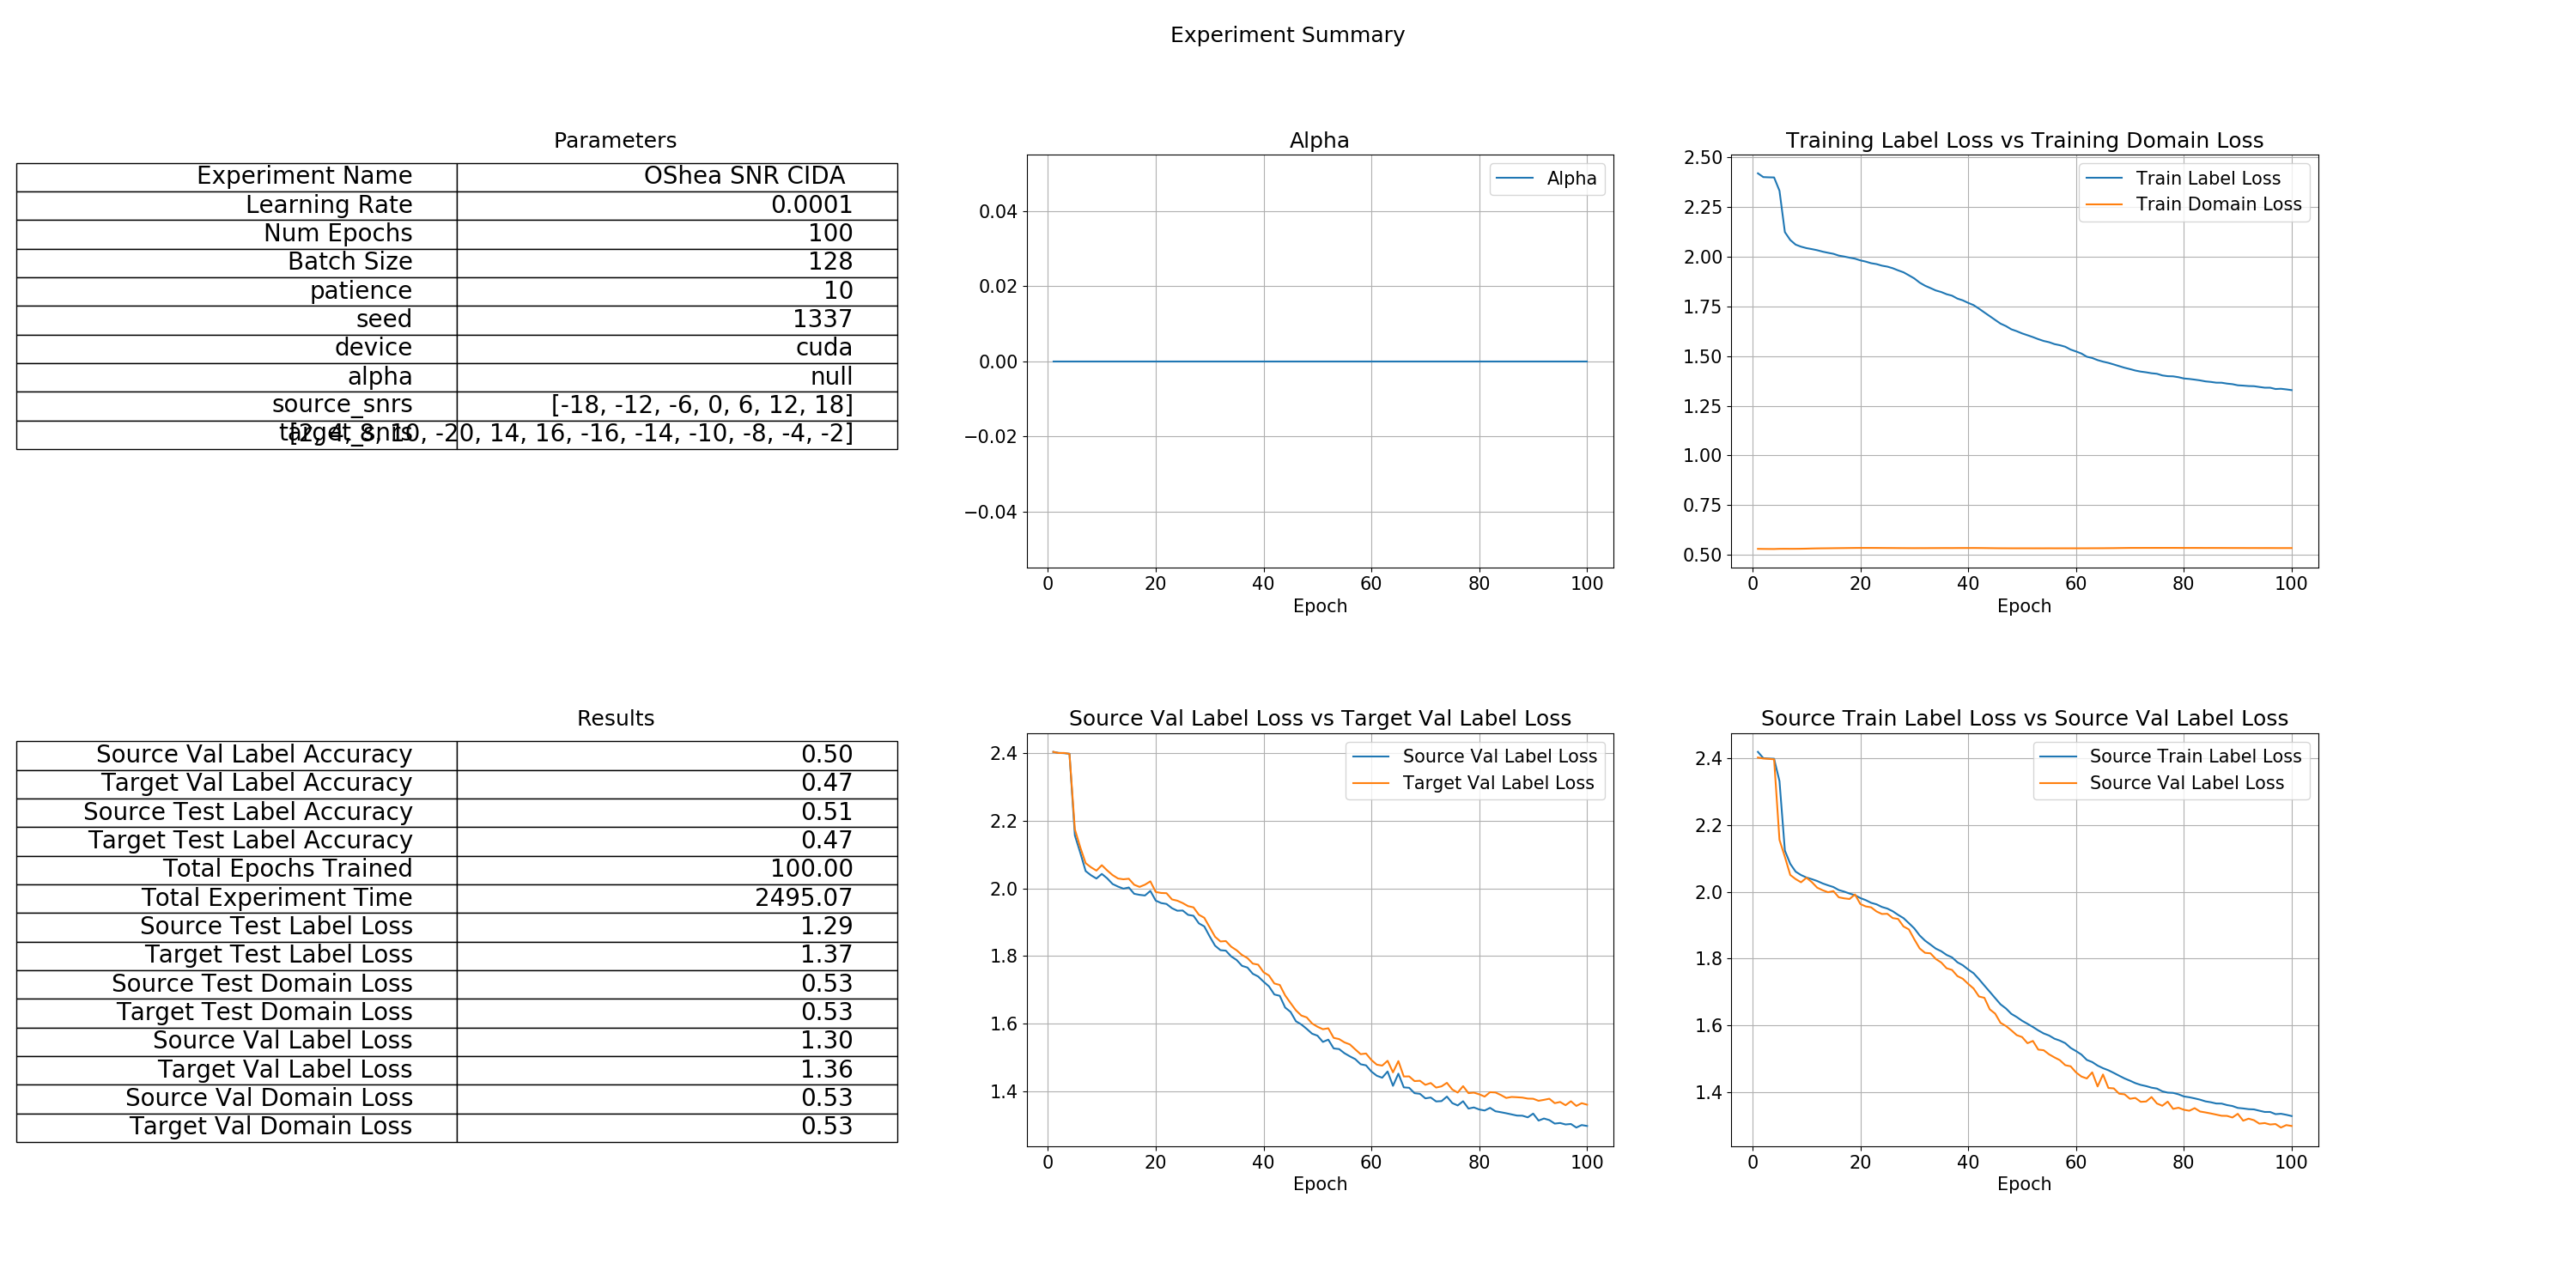 Experiment Summary
Parameters
Experiment Name OShea SNR CIDA
Learning Rate 0.0001
Num Epochs 100
Batch Size 128
patience 10
seed 1337
device cuda
alpha null
source_snrs [-18, -12, -6, 0, 6, 12, 18]
target_snrs [2, 4, 8, 10, -20, 14, 16, -16, -14, -10, -8, -4, -2]
Alpha
Alpha
0.04
0.02
0.00
−0.02
−0.04
0 20 40 60 80 100
Epoch
Training Label Loss vs Training Domain Loss
Train Label Loss
Train Domain Loss
2.50
2.25
2.00
1.75
1.50
1.25
1.00
0.75
0.50
0 20 40 60 80 100
Epoch
Results
Source Val Label Accuracy 0.50
Target Val Label Accuracy 0.47
Source Test Label Accuracy 0.51
Target Test Label Accuracy 0.47
Total Epochs Trained 100.00
Total Experiment Time 2495.07
Source Test Label Loss 1.29
Target Test Label Loss 1.37
Source Test Domain Loss 0.53
Target Test Domain Loss 0.53
Source Val Label Loss 1.30
Target Val Label Loss 1.36
Source Val Domain Loss 0.53
Target Val Domain Loss 0.53
Source Val Label Loss vs Target Val Label Loss
Source Val Label Loss
Target Val Label Loss
2.4
2.2
2.0
1.8
1.6
1.4
0 20 40 60 80 100
Epoch
Source Train Label Loss vs Source Val Label Loss
Source Train Label Loss
Source Val Label Loss
2.4
2.2
2.0
1.8
1.6
1.4
0 20 40 60 80 100
Epoch